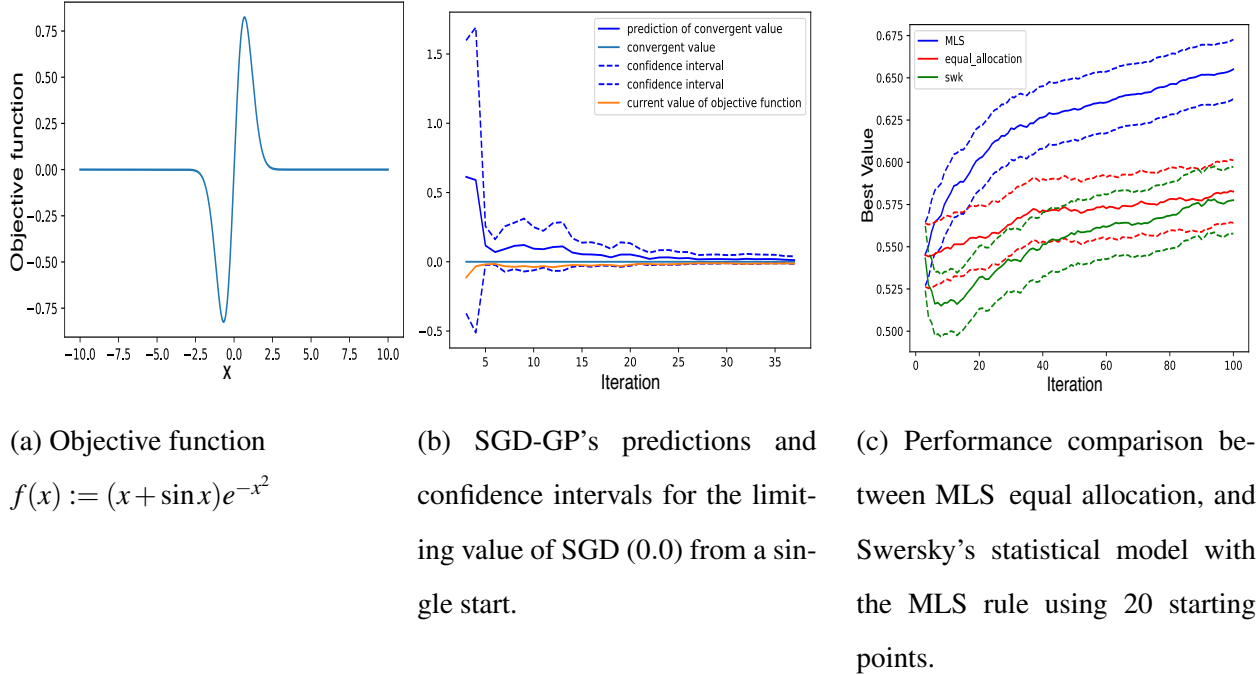 0.75
0.50
0.25
0.00
−0.25
−0.50
−0.75
Objective function
−10.0 −7.5 −5.0 −2.5 0.0 2.5 5.0 7.5 10.0
X
1.5
1.0
0.5
0.0
−0.5
prediction of convergent value
convergent value
confidence interval
confidence interval
current value of objective function
5 10 15 20 25 30 35
Iteration
0.675
0.650
0.625
0.600
0.575
0.550
0.525
0.500
Best Value
MLS
equal_allocation
swk
0 20 40 60 80 100
Iteration
(a) Objective function
f(x) := (x + sin x)e^{−x^2}
(b) SGD-GP's predictions and
confidence intervals for the limit-
ing value of SGD (0.0) from a sin-
gle start.
(c) Performance comparison be-
tween MLS equal allocation, and
Swersky's statistical model with
the MLS rule using 20 starting
points.